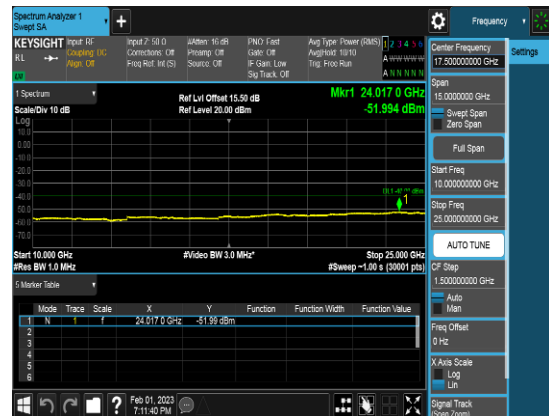 Spectrum Analyzer 1
Swept SA
Frequency
KEYSIGHT
RL
Input: RF
Coupling: DC
Align: Off
Input Z: 50 Ω
Corrections: Off
Freq Ref: Int (S)
#Atten: 16 dB
Preamp: Off
Source: Off
PNO: Fast
Gate: Off
IF Gain: Low
Sig Track: Off
Avg Type: Power (RMS)
Avg|Hold: 10/10
Trig: Free Run
1 2 3 4 5 6
A W W W W W
A N N N N N
1 Spectrum
Scale/Div 10 dB
Ref Lvl Offset 15.50 dB
Ref Level 20.00 dBm
Mkr1 24.017 0 GHz
-51.994 dBm
Log
10.0
0.00
-10.0
-20.0
-30.0
-40.0
-50.0
-60.0
-70.0
1
Start 10.000 GHz
#Res BW 1.0 MHz
#Video BW 3.0 MHz*
Stop 25.000 GHz
#Sweep ~1.00 s (30001 pts)
5 Marker Table
Mode Trace Scale X Y Function Function Width Function Value
1 N 1 f 24.017 0 GHz -51.99 dBm
2
3
4
5
6
Feb 01, 2023
7:11:40 PM
Center Frequency
17.500000000 GHz
Settings
Span
15.0000000 GHz
Swept Span
Zero Span
Full Span
Start Freq
10.000000000 GHz
Stop Freq
25.000000000 GHz
AUTO TUNE
CF Step
1.500000000 GHz
Auto
Man
Freq Offset
0 Hz
X Axis Scale
Log
Lin
Signal Track
(Span Zoom)